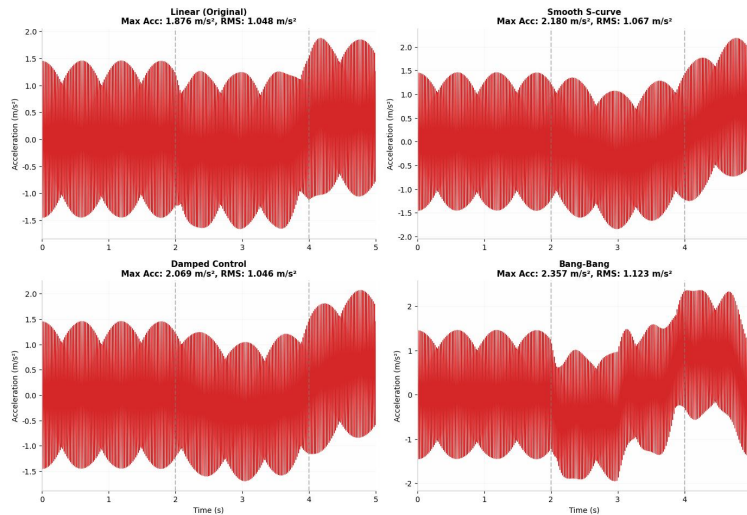 Linear (Original)
Max Acc: 1.876 m/s², RMS: 1.048 m/s²
Acceleration (m/s²)
2.0
1.5
1.0
0.5
0.0
-0.5
-1.0
-1.5
0 1 2 3 4 5
Smooth S-curve
Max Acc: 2.180 m/s², RMS: 1.067 m/s²
Acceleration (m/s²)
2.0
1.5
1.0
0.5
0.0
-0.5
-1.0
-1.5
-2.0
0 1 2 3 4
Damped Control
Max Acc: 2.069 m/s², RMS: 1.046 m/s²
Acceleration (m/s²)
2.0
1.5
1.0
0.5
0.0
-0.5
-1.0
-1.5
0 1 2 3 4 5
Time (s)
Bang-Bang
Max Acc: 2.357 m/s², RMS: 1.123 m/s²
Acceleration (m/s²)
2
1
0
-1
-2
0 1 2 3 4
Time (s)